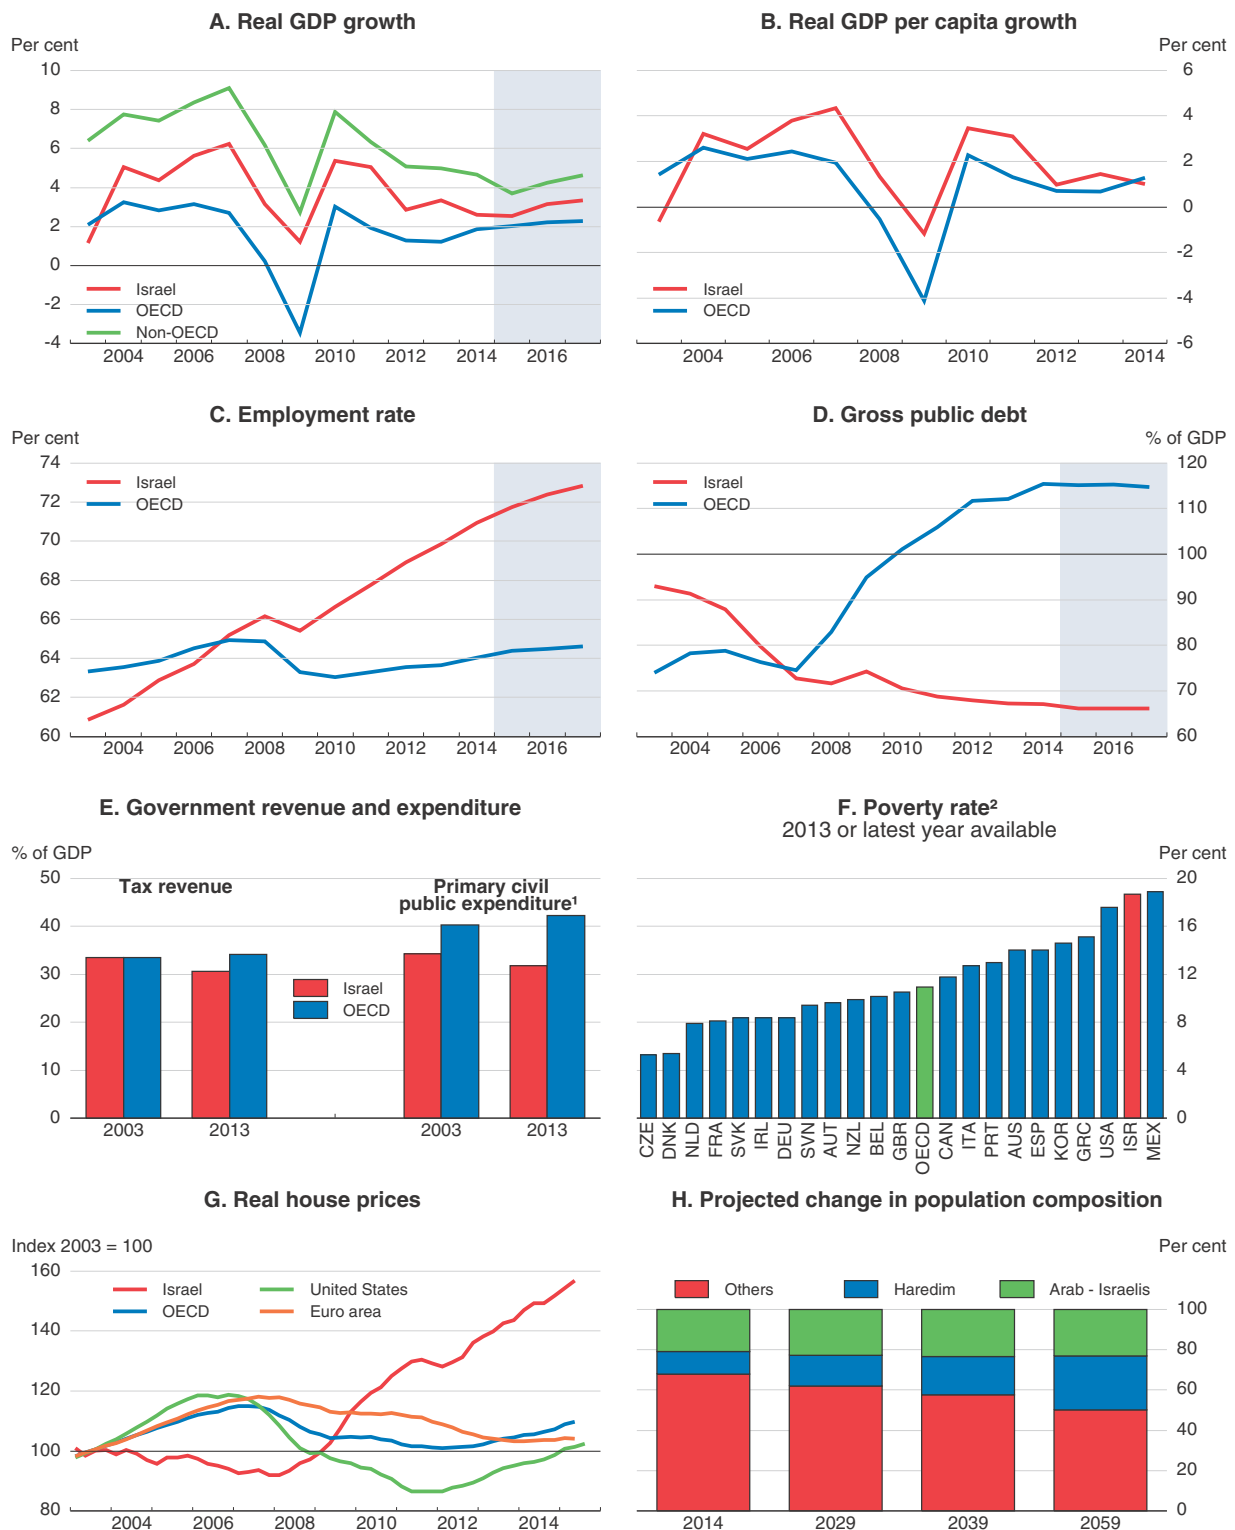 A. Real GDP growth
Per cent
10
8
6
4
2
0
-2
-4
Israel
OECD
Non-OECD
2004 2006 2008 2010 2012 2014 2016
B. Real GDP per capita growth
Per cent
6
4
2
0
-2
-4
-6
Israel
OECD
2004 2006 2008 2010 2012 2014
C. Employment rate
Per cent
74
72
70
68
66
64
62
60
Israel
OECD
2004 2006 2008 2010 2012 2014 2016
D. Gross public debt
% of GDP
120
110
100
90
80
70
60
Israel
OECD
2004 2006 2008 2010 2012 2014 2016
E. Government revenue and expenditure
% of GDP
50
40
30
20
10
0
Tax revenue
Primary civil
public expenditure¹
Israel
OECD
2003 2013 2003 2013
F. Poverty rate²
2013 or latest year available
Per cent
20
16
12
8
4
0
CZE DNK NLD FRA SVK IRL DEU SVN AUT NZL BEL GBR OECD CAN ITA PRT AUS ESP KOR GRC USA ISR MEX
G. Real house prices
Index 2003 = 100
160
140
120
100
80
Israel
OECD
United States
Euro area
2004 2006 2008 2010 2012 2014
H. Projected change in population composition
Per cent
Others Haredim Arab - Israelis
100
80
60
40
20
0
2014 2029 2039 2059